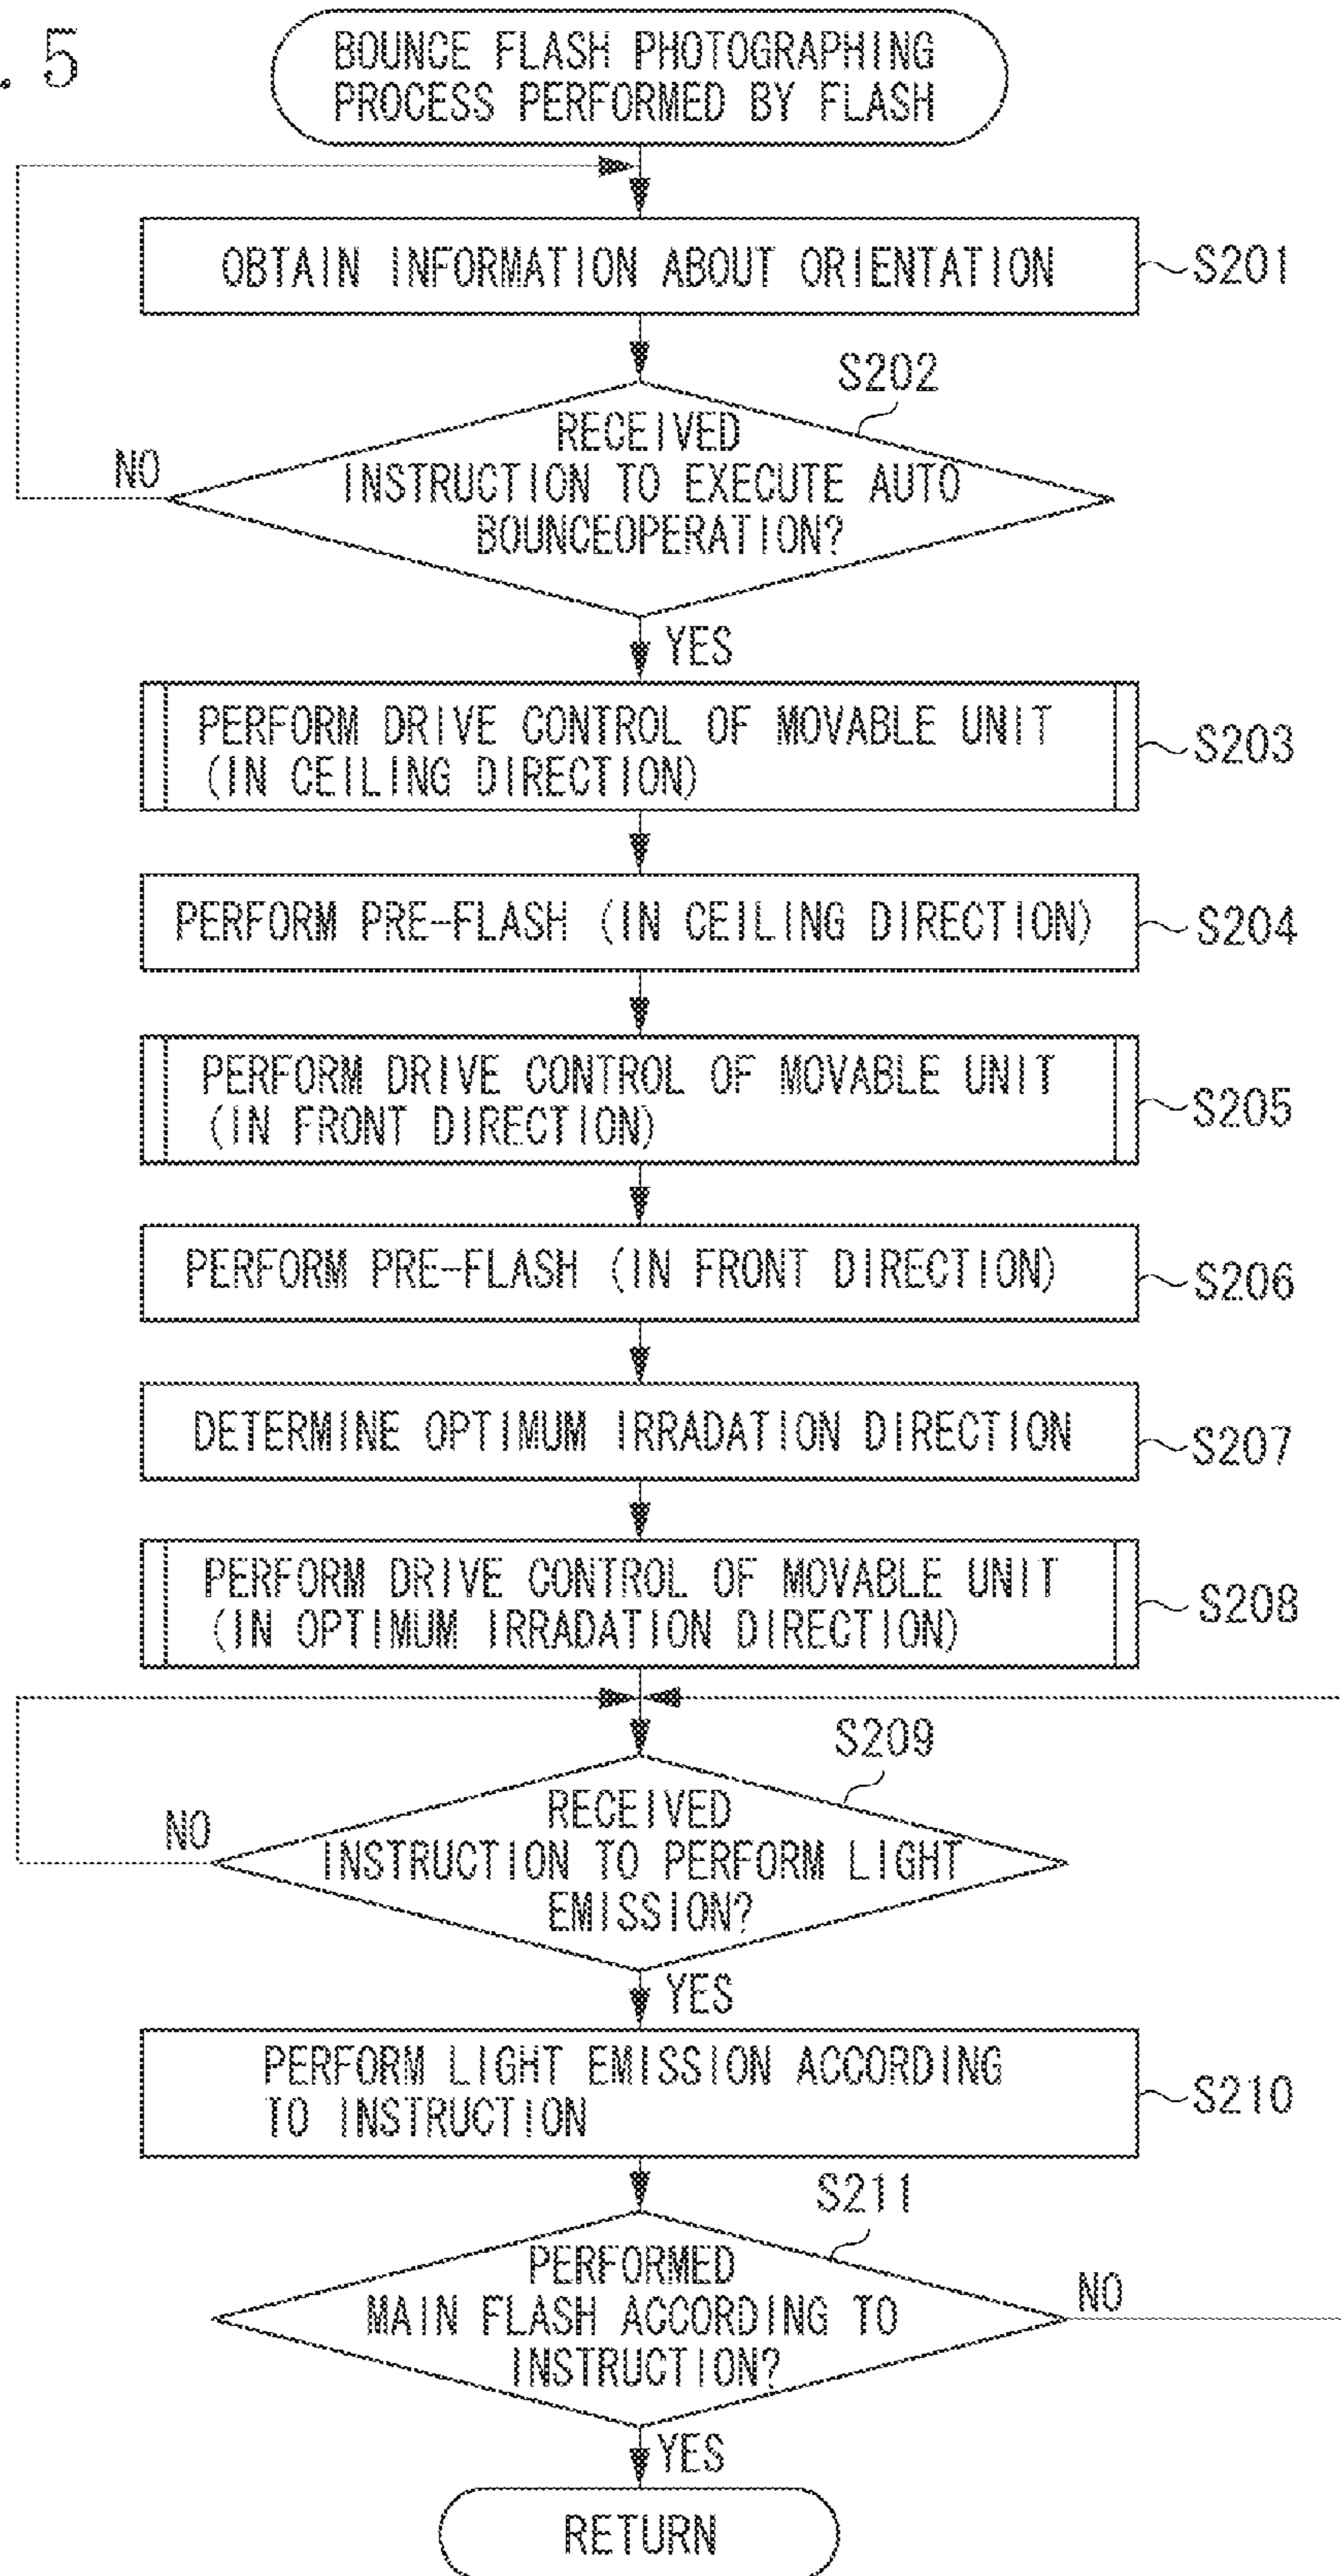 . 5
BOUNCE FLASH PHOTOGRAPHING
PROCESS PERFORMED BY FLASH
OBTAIN INFORMATION ABOUT ORIENTATION
S201
S202
RECEIVED
INSTRUCTION TO EXECUTE AUTO
BOUNCEOPERATION?
NO
YES
PERFORM DRIVE CONTROL OF MOVABLE UNIT
(IN CEILING DIRECTION)
S203
PERFORM PRE-FLASH (IN CEILING DIRECTION)
S204
PERFORM DRIVE CONTROL OF MOVABLE UNIT
(IN FRONT DIRECTION)
S205
PERFORM PRE-FLASH (IN FRONT DIRECTION)
S206
DETERMINE OPTIMUM IRRADATION DIRECTION
S207
PERFORM DRIVE CONTROL OF MOVABLE UNIT
(IN OPTIMUM IRRADATION DIRECTION)
S208
S209
RECEIVED
INSTRUCTION TO PERFORM LIGHT
EMISSION?
NO
YES
PERFORM LIGHT EMISSION ACCORDING
TO INSTRUCTION
S210
S211
PERFORMED
MAIN FLASH ACCORDING TO
INSTRUCTION?
NO
YES
RETURN